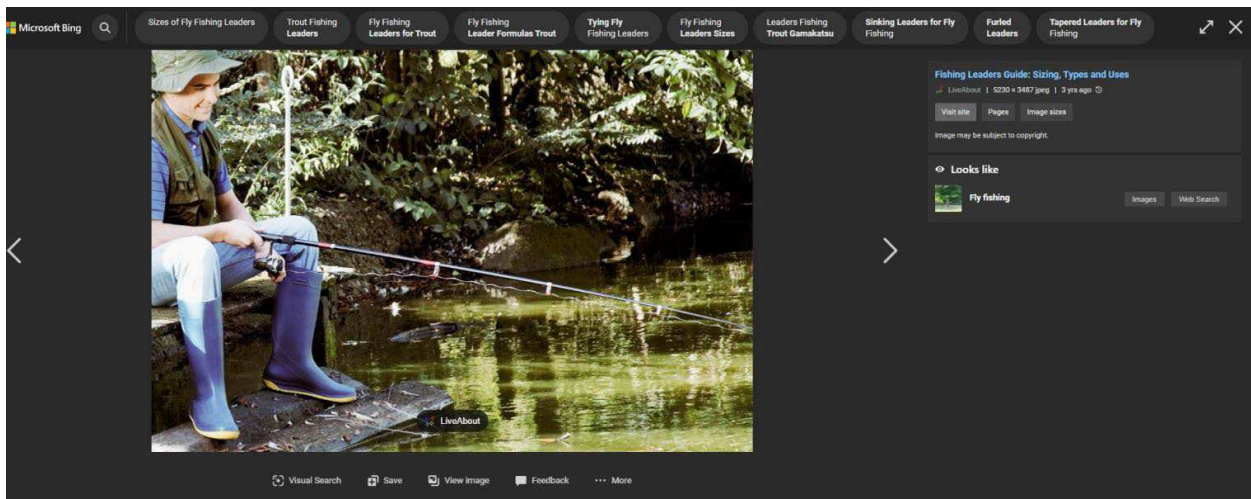 Microsoft Bing
Sizes of Fly Fishing Leaders
Trout Fishing
Leaders
Fly Fishing
Leaders for Trout
Fly Fishing
Leader Formulas Trout
Tying Fly
Fishing Leaders
Fly Fishing
Leaders Sizes
Leaders Fishing
Trout Gamakatsu
Sinking Leaders for Fly
Fishing
Furled
Leaders
Tapered Leaders for Fly
Fishing
Fishing Leaders Guide: Sizing, Types and Uses
LiveAbout | 5230 × 3487 jpeg | 3 yrs ago
Visit site
Pages
Image sizes
Image may be subject to copyright.
Looks like
Fly fishing
Images
Web Search
LiveAbout
Visual Search
Save
View image
Feedback
More